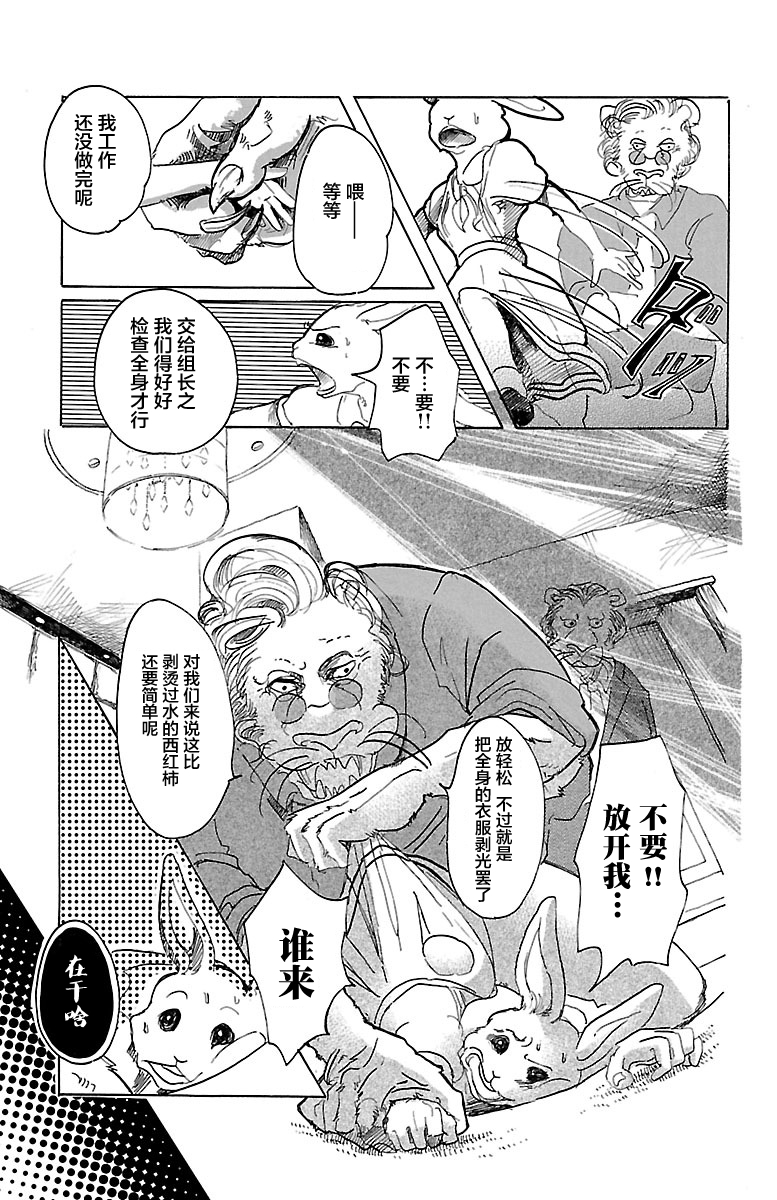 喂
等等
——
我工作
还没做完呢
不…要!!
不要
交给组长之
我们得好好
检查全身才行
不要!!
放开我…
放轻松 不过就是
把全身的衣服剥光罢了
对我们来说这比
剥烫过水的西红柿
还要简单呢
谁来
在干啥